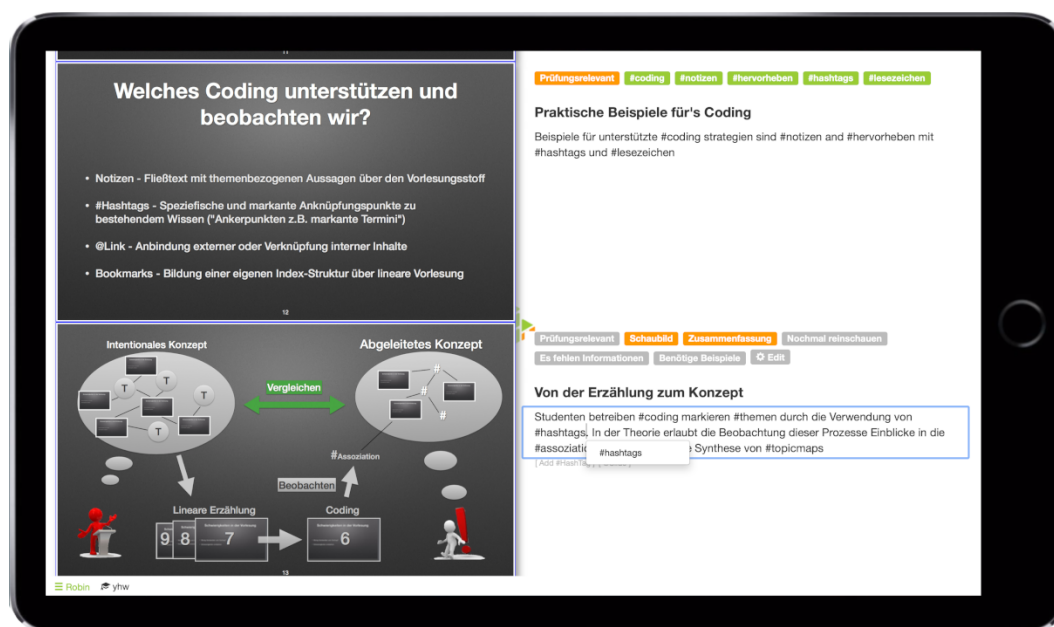 11
Welches Coding unterstützen und
beobachten wir?
• Notizen - Fließtext mit themenbezogenen Aussagen über den Vorlesungsstoff
• #Hashtags - Speziefische und markante Anknüpfungspunkte zu
bestehendem Wissen ("Ankerpunkten z.B. markante Termini")
• @Link - Anbindung externer oder Verknüpfung interner Inhalte
• Bookmarks - Bildung einer eigenen Index-Struktur über lineare Vorlesung
12
Intentionales Konzept
Abgeleitetes Konzept
T
T
T
T
#
#
#
Vergleichen
#Assoziation
Beobachten
Lineare Erzählung
Coding
9 8 7
6
13
Prüfungsrelevant #coding #notizen #hervorheben #hashtags #lesezeichen
Praktische Beispiele für's Coding
Beispiele für unterstützte #coding strategien sind #notizen and #hervorheben mit
#hashtags und #lesezeichen
Prüfungsrelevant Schaubild Zusammenfassung Nochmal reinschauen
Es fehlen Informationen Benötige Beispiele Edit
Von der Erzählung zum Konzept
Studenten betreiben #coding markieren #themen durch die Verwendung von
#hashtags. In der Theorie erlaubt die Beobachtung dieser Prozesse Einblicke in die
#assoziati Synthese von #topicmaps
#hashtags
[ Add #HashTag ]
Robin yhw